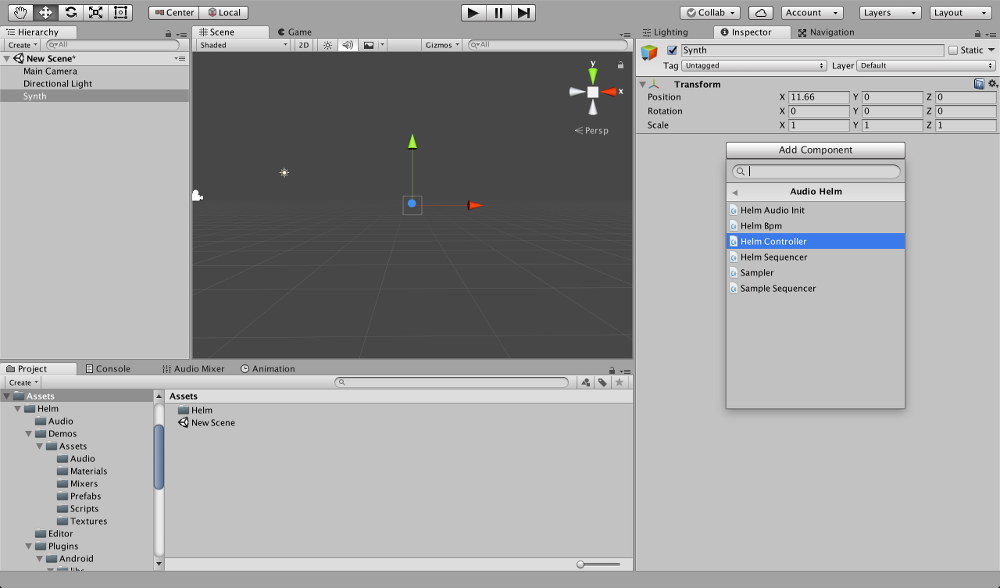 Center Local Collab Account Layers Layout
Hierarchy
Create All
New Scene*
Main Camera
Directional Light
Synth
Scene Game
Shaded 2D Gizmos All
y
x
Persp
Lighting Inspector Navigation
Synth Static
Tag Untagged Layer Default
Transform
Position X 11.66 Y 0 Z 0
Rotation X 0 Y 0 Z 0
Scale X 1 Y 1 Z 1
Add Component
Audio Helm
Helm Audio Init
Helm Bpm
Helm Controller
Helm Sequencer
Sampler
Sample Sequencer
Project Console Audio Mixer Animation
Create
Assets
Helm
Audio
Demos
Assets
Audio
Materials
Mixers
Prefabs
Scripts
Textures
Editor
Plugins
Android
libs
Assets
Helm
New Scene